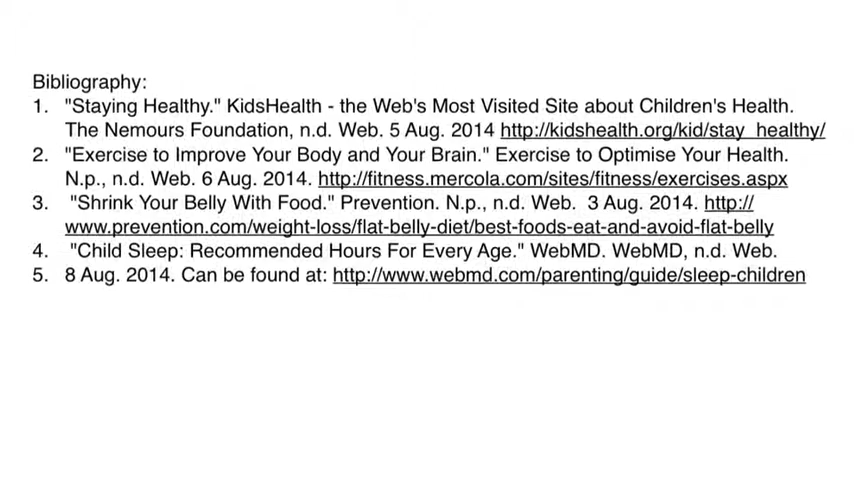 Bibliography:
1. "Staying Healthy." KidsHealth - the Web's Most Visited Site about Children's Health.
The Nemours Foundation, n.d. Web. 5 Aug. 2014 http://kidshealth.org/kid/stay_healthy/
2. "Exercise to Improve Your Body and Your Brain." Exercise to Optimise Your Health.
N.p., n.d. Web. 6 Aug. 2014. http://fitness.mercola.com/sites/fitness/exercises.aspx
3. "Shrink Your Belly With Food." Prevention. N.p., n.d. Web. 3 Aug. 2014. http://
www.prevention.com/weight-loss/flat-belly-diet/best-foods-eat-and-avoid-flat-belly
4. "Child Sleep: Recommended Hours For Every Age." WebMD. WebMD, n.d. Web.
5. 8 Aug. 2014. Can be found at: http://www.webmd.com/parenting/guide/sleep-children